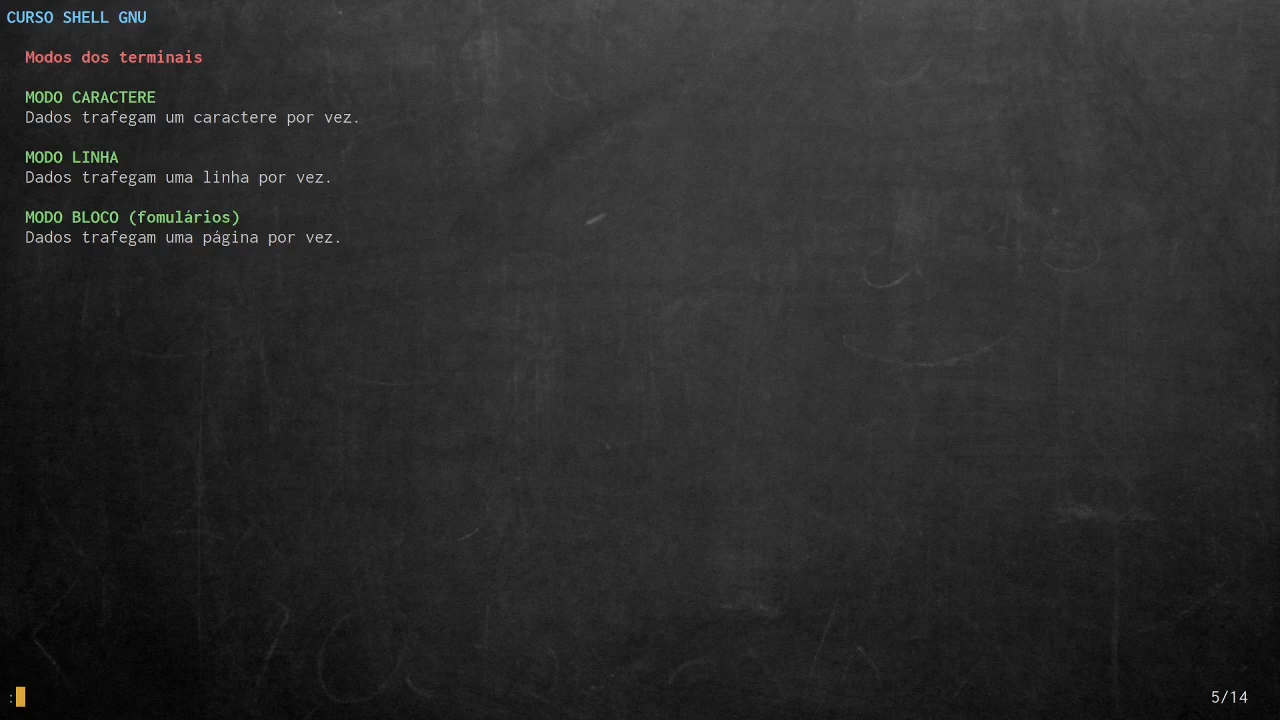 CURSO SHELL GNU
Modos dos terminais
MODO CARACTERE
Dados trafegam um caractere por vez.
MODO LINHA
Dados trafegam uma linha por vez.
MODO BLOCO (fomulários)
Dados trafegam uma página por vez.
:
5/14